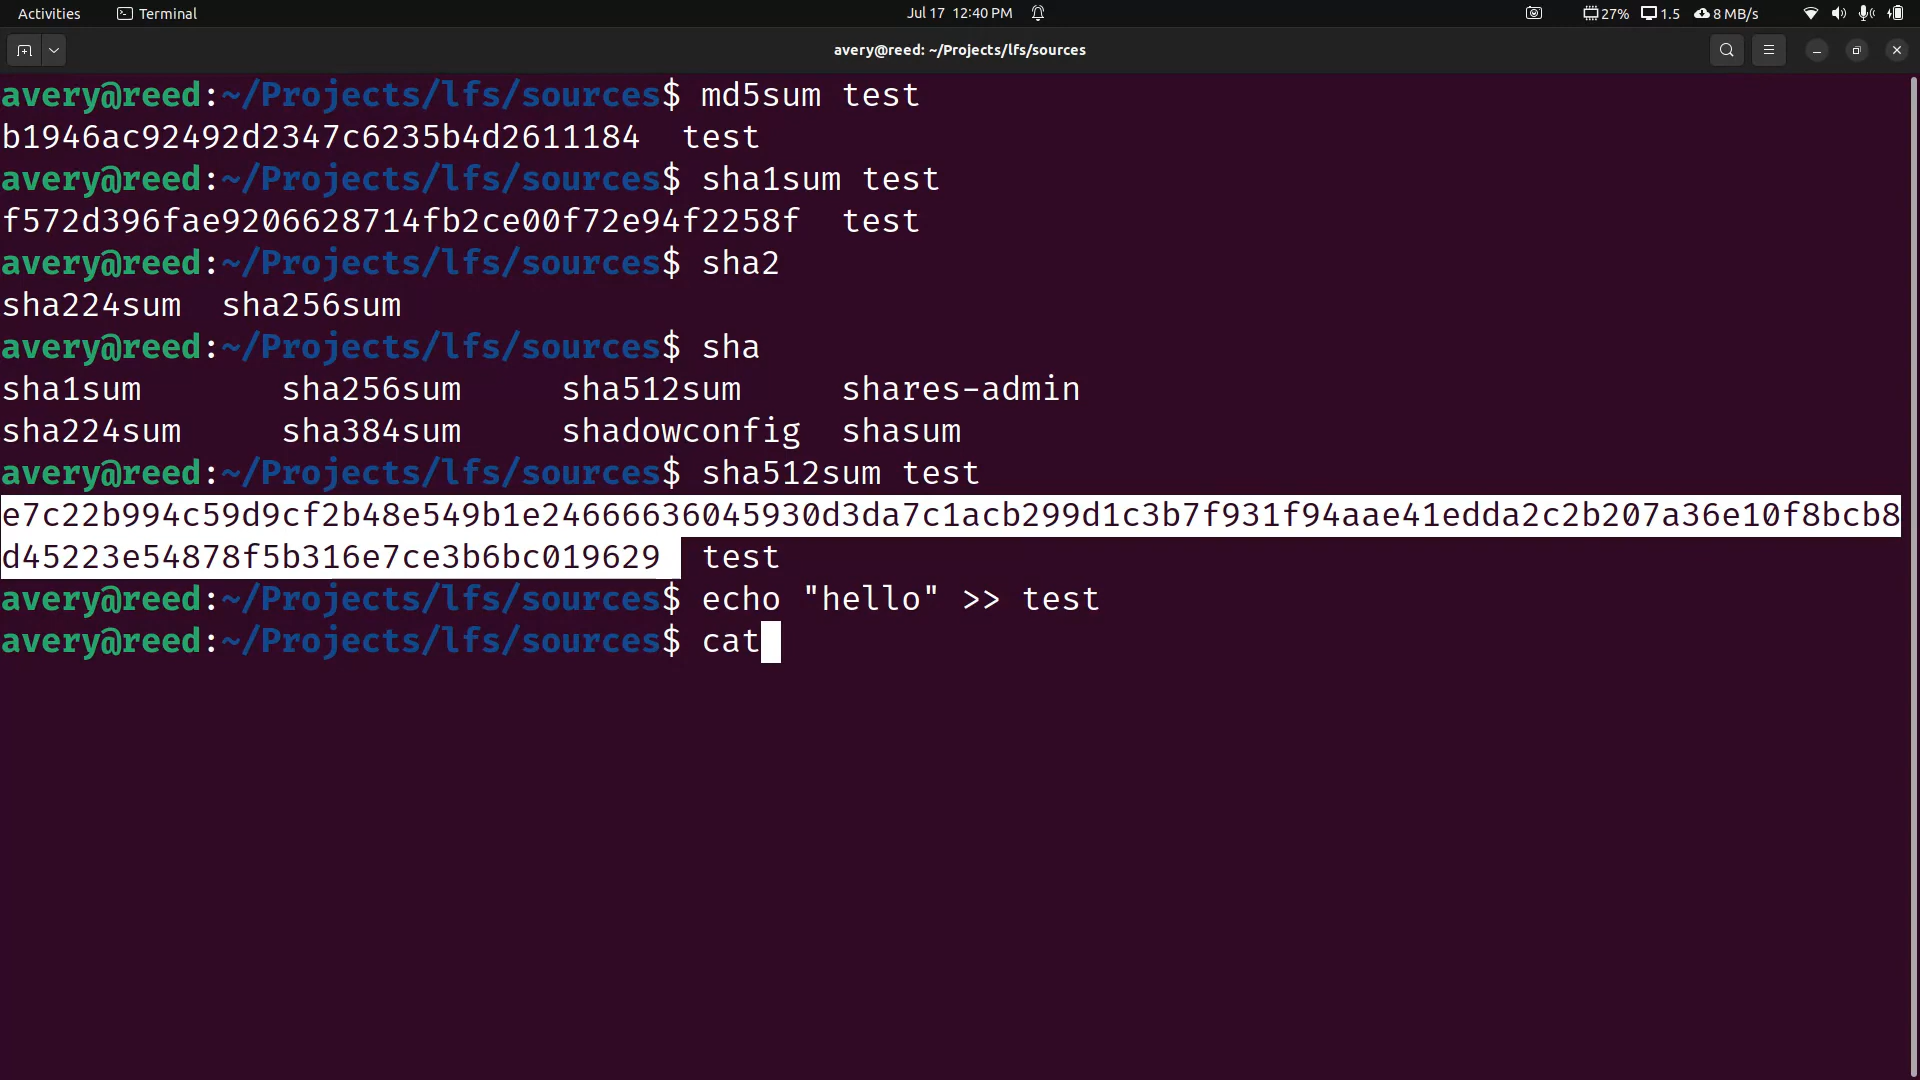 Activities Terminal Jul 17 12:40 PM 27% 1.5 8 MB/s
avery@reed: ~/Projects/lfs/sources
avery@reed:~/Projects/lfs/sources$ md5sum test
b1946ac92492d2347c6235b4d2611184  test
avery@reed:~/Projects/lfs/sources$ sha1sum test
f572d396fae9206628714fb2ce00f72e94f2258f  test
avery@reed:~/Projects/lfs/sources$ sha2
sha224sum  sha256sum
avery@reed:~/Projects/lfs/sources$ sha
sha1sum       sha256sum     sha512sum     shares-admin
sha224sum     sha384sum     shadowconfig  shasum
avery@reed:~/Projects/lfs/sources$ sha512sum test
e7c22b994c59d9cf2b48e549b1e24666636045930d3da7c1acb299d1c3b7f931f94aae41edda2c2b207a36e10f8bcb8
d45223e54878f5b316e7ce3b6bc019629  test
avery@reed:~/Projects/lfs/sources$ echo "hello" >> test
avery@reed:~/Projects/lfs/sources$ cat